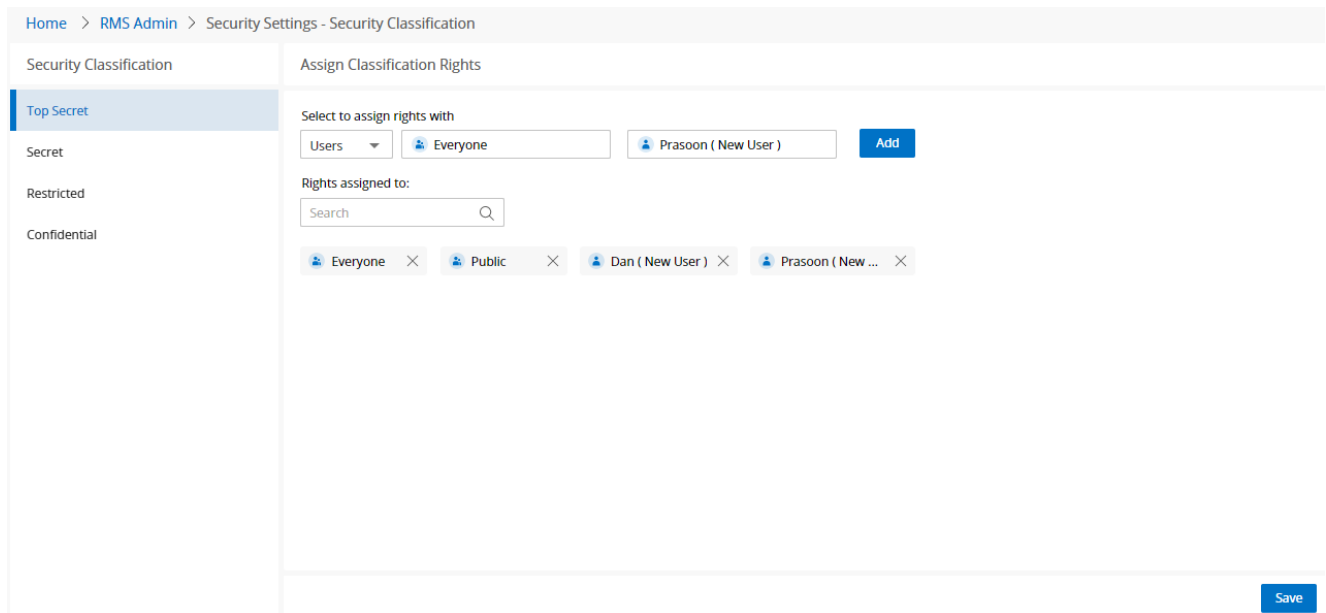 Home > RMS Admin > Security Settings - Security Classification
Security Classification
Top Secret
Secret
Restricted
Confidential
Assign Classification Rights
Select to assign rights with
Users Everyone Prasoon ( New User ) Add
Rights assigned to:
Search
Everyone Public Dan ( New User ) Prasoon ( New ...
Save